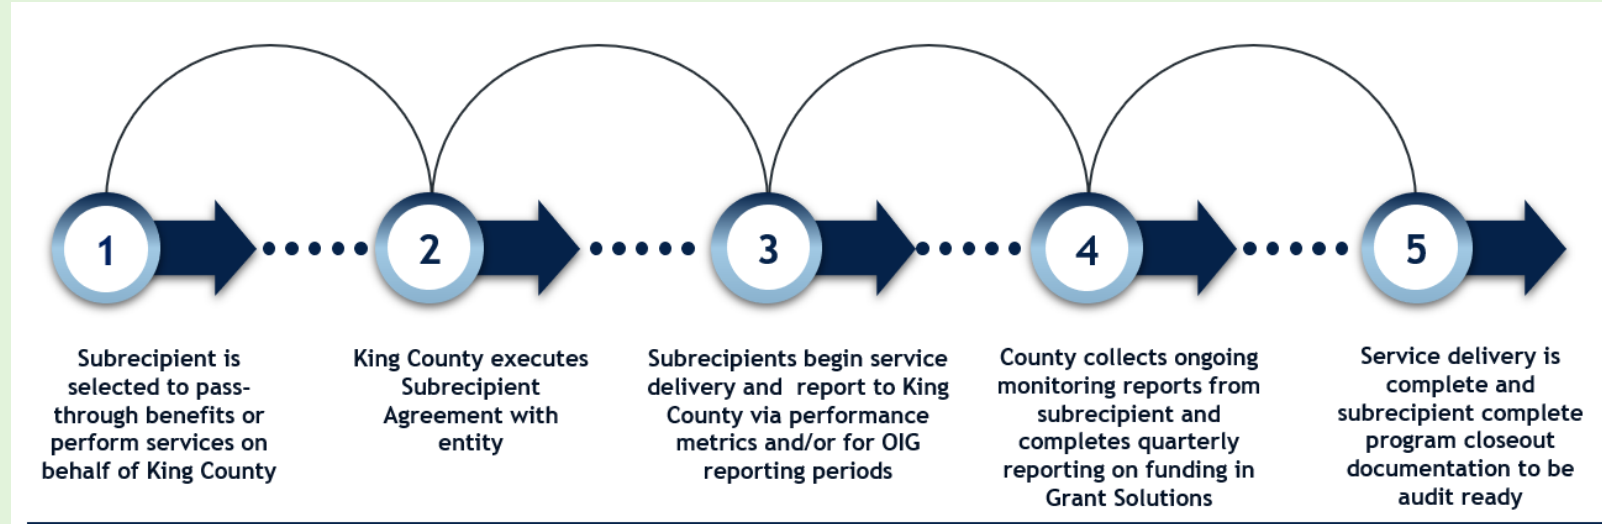 1
Subrecipient is
selected to pass-
through benefits or
perform services on
behalf of King County
2
King County executes
Subrecipient
Agreement with
entity
3
Subrecipients begin service
delivery and  report to King
County via performance
metrics and/or for OIG
reporting periods
4
County collects ongoing
monitoring reports from
subrecipient and
completes quarterly
reporting on funding in
Grant Solutions
5
Service delivery is
complete and
subrecipient complete
program closeout
documentation to be
audit ready